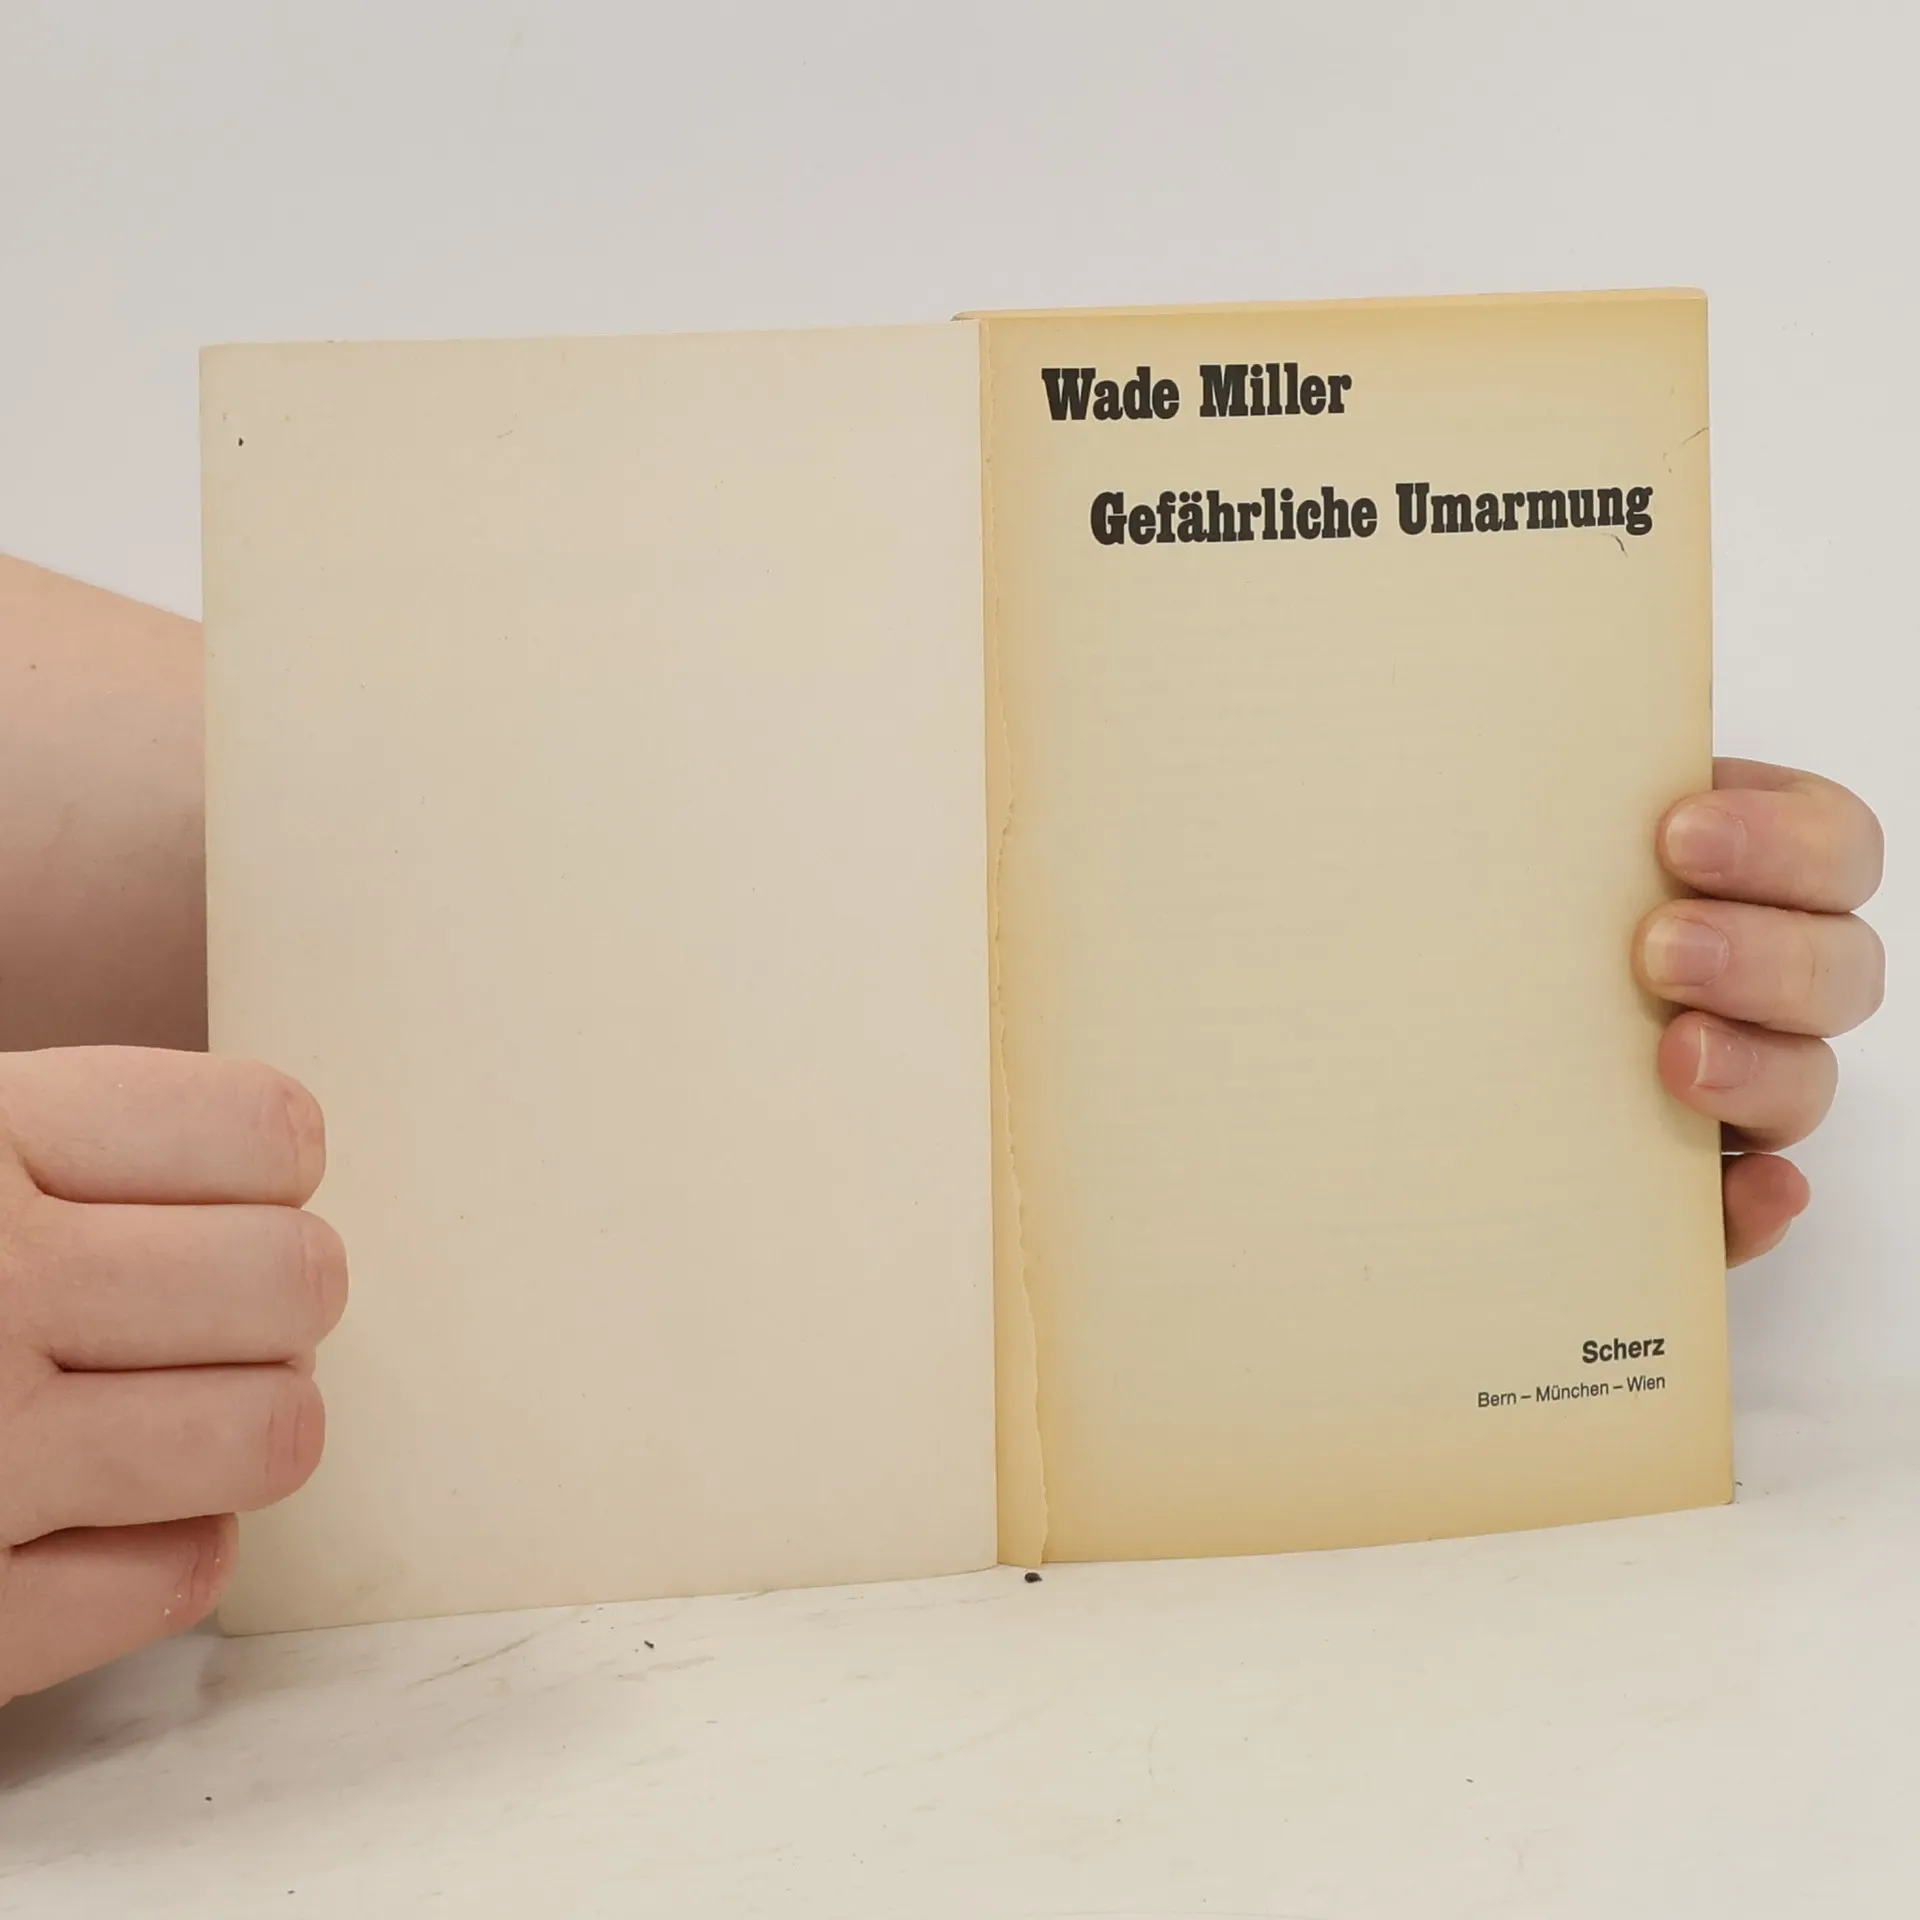 Wade Miller
Gefährliche Umarmung
Scherz
Bern – München – Wien